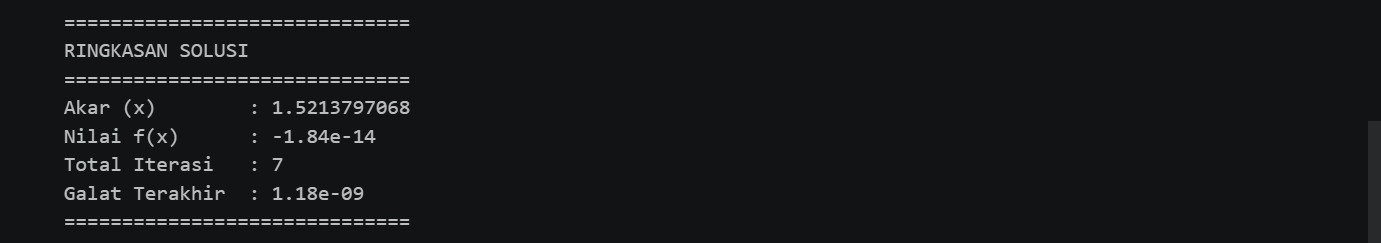 ==============================
RINGKASAN SOLUSI
==============================
Akar (x)        : 1.5213797068
Nilai f(x)      : -1.84e-14
Total Iterasi   : 7
Galat Terakhir  : 1.18e-09
==============================